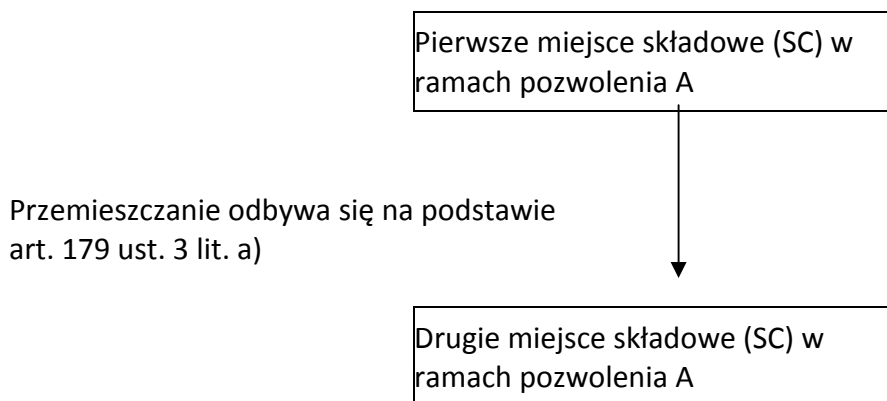 Pierwsze miejsce składowe (SC) w
ramach pozwolenia A
Przemieszczanie odbywa się na podstawie
art. 179 ust. 3 lit. a)
Drugie miejsce składowe (SC) w
ramach pozwolenia A